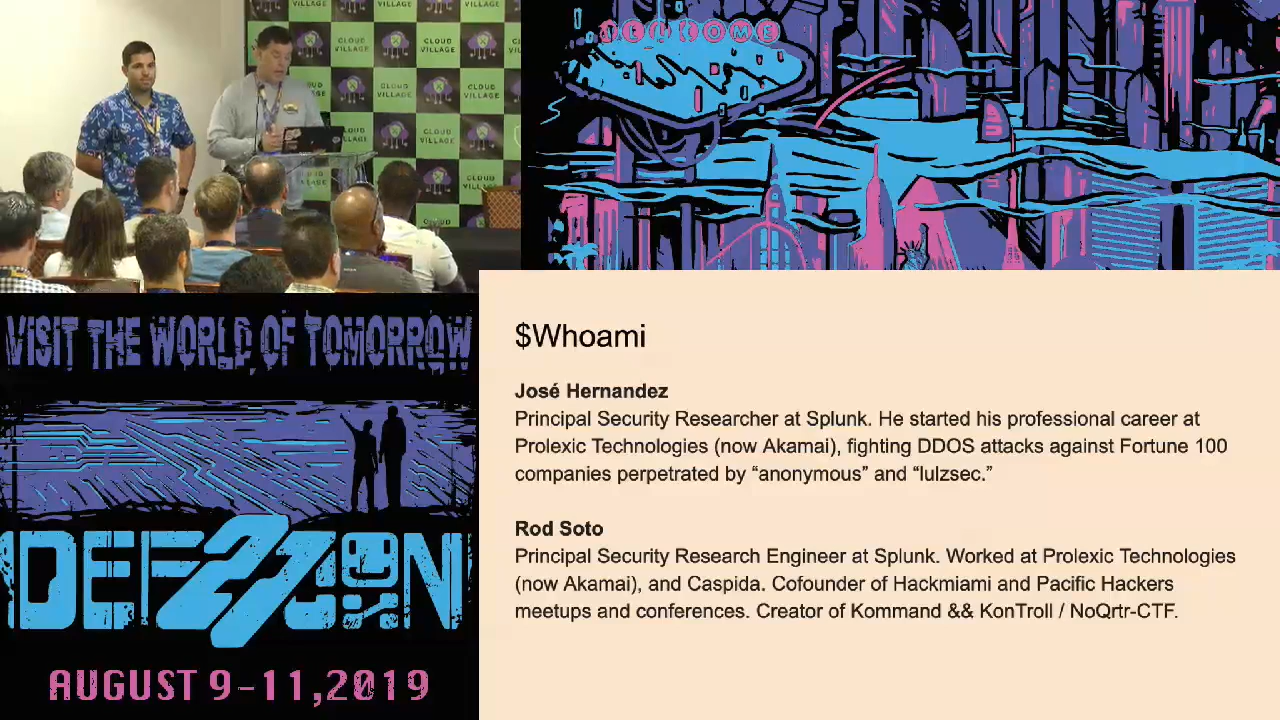 CLOUD VILLAGE
WELCOME
VISIT THE WORLD OF TOMORROW
DEF 27 CON
AUGUST 9-11,2019
$Whoami
José Hernandez
Principal Security Researcher at Splunk. He started his professional career at
Prolexic Technologies (now Akamai), fighting DDOS attacks against Fortune 100
companies perpetrated by “anonymous” and “lulzsec.”
Rod Soto
Principal Security Research Engineer at Splunk. Worked at Prolexic Technologies
(now Akamai), and Caspida. Cofounder of Hackmiami and Pacific Hackers
meetups and conferences. Creator of Kommand && KonTroll / NoQrtr-CTF.